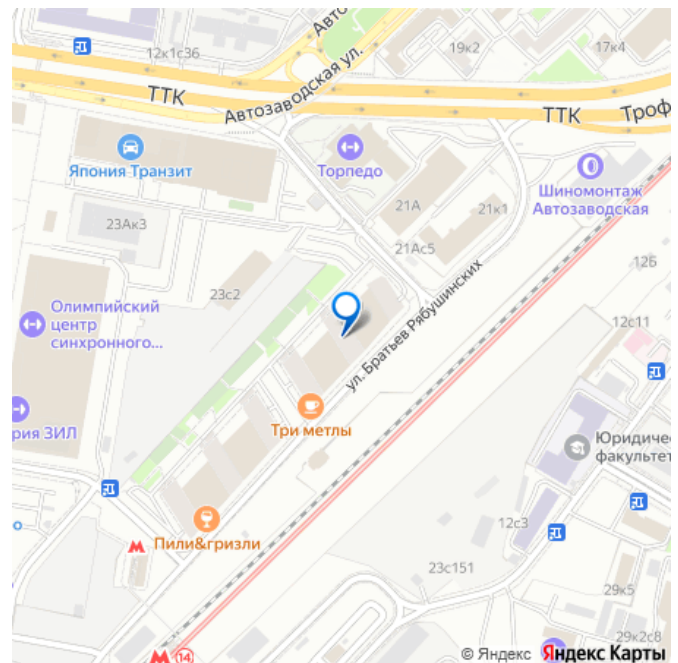 Авто
Автозаводская ул.
12к1с36
19к2
17к4
ТТК
ТТК
Троф
Япония Транзит
Торпедо
Шиномонтаж
Автозаводская
21А
21к1
23Ак3
21Ас5
12Б
23с2
Олимпийский
центр
синхронного...
ул. Братьев Рябушинских
12с11
рия ЗИЛ
Три метлы
Юридичес
факультет
о
Пили&гризли
12с3
23с151
29к5
29к2с8
14
© Яндекс Яндекс Карты